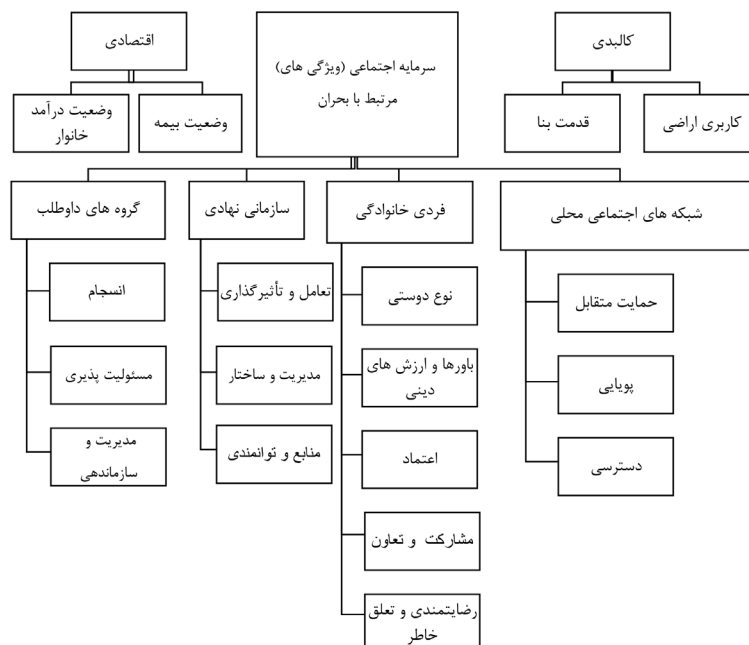 کالبدی
کاربری اراضی
قدمت بنا
سرمایه اجتماعی (ویژگی های)
مرتبط با بحران
اقتصادی
وضعیت بیمه
وضعیت درآمد
خانوار
شبکه های اجتماعی محلی
حمایت متقابل
پویایی
دسترسی
فردی خانوادگی
نوع دوستی
باورها و ارزش های
دینی
اعتماد
مشارکت و تعاون
رضایتمندی و تعلق
خاطر
سازمانی نهادی
تعامل و تأثیرگذاری
مدیریت و ساختار
منابع و توانمندی
گروه های داوطلب
انسجام
مسئولیت پذیری
مدیریت و
سازماندهی